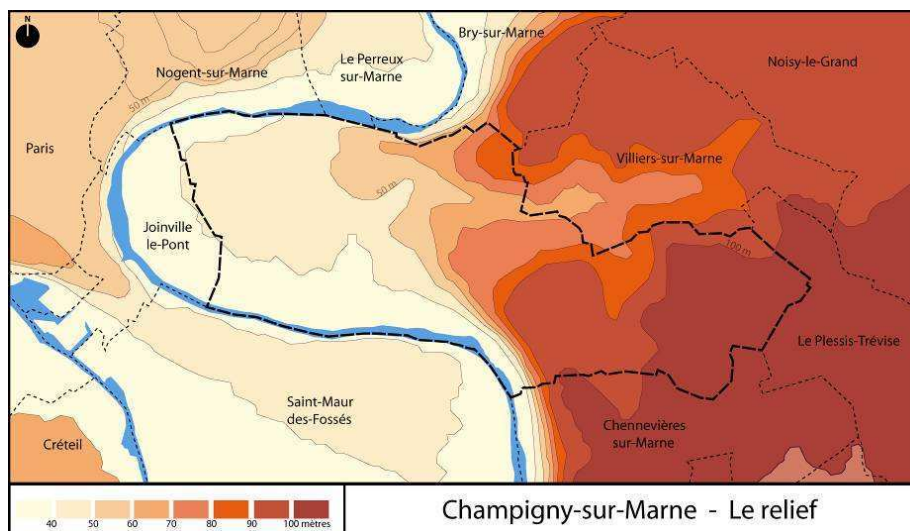 N
Bry-sur-Marne
Le Perreux
sur-Marne
Nogent-sur-Marne
Noisy-le-Grand
50 m
Paris
Villiers-sur-Marne
50 m
Joinville
le-Pont
100 m
Le Plessis-Trévise
Saint-Maur
des-Fossés
Chennevières
sur-Marne
Créteil
40 50 60 70 80 90 100 mètres
Champigny-sur-Marne - Le relief